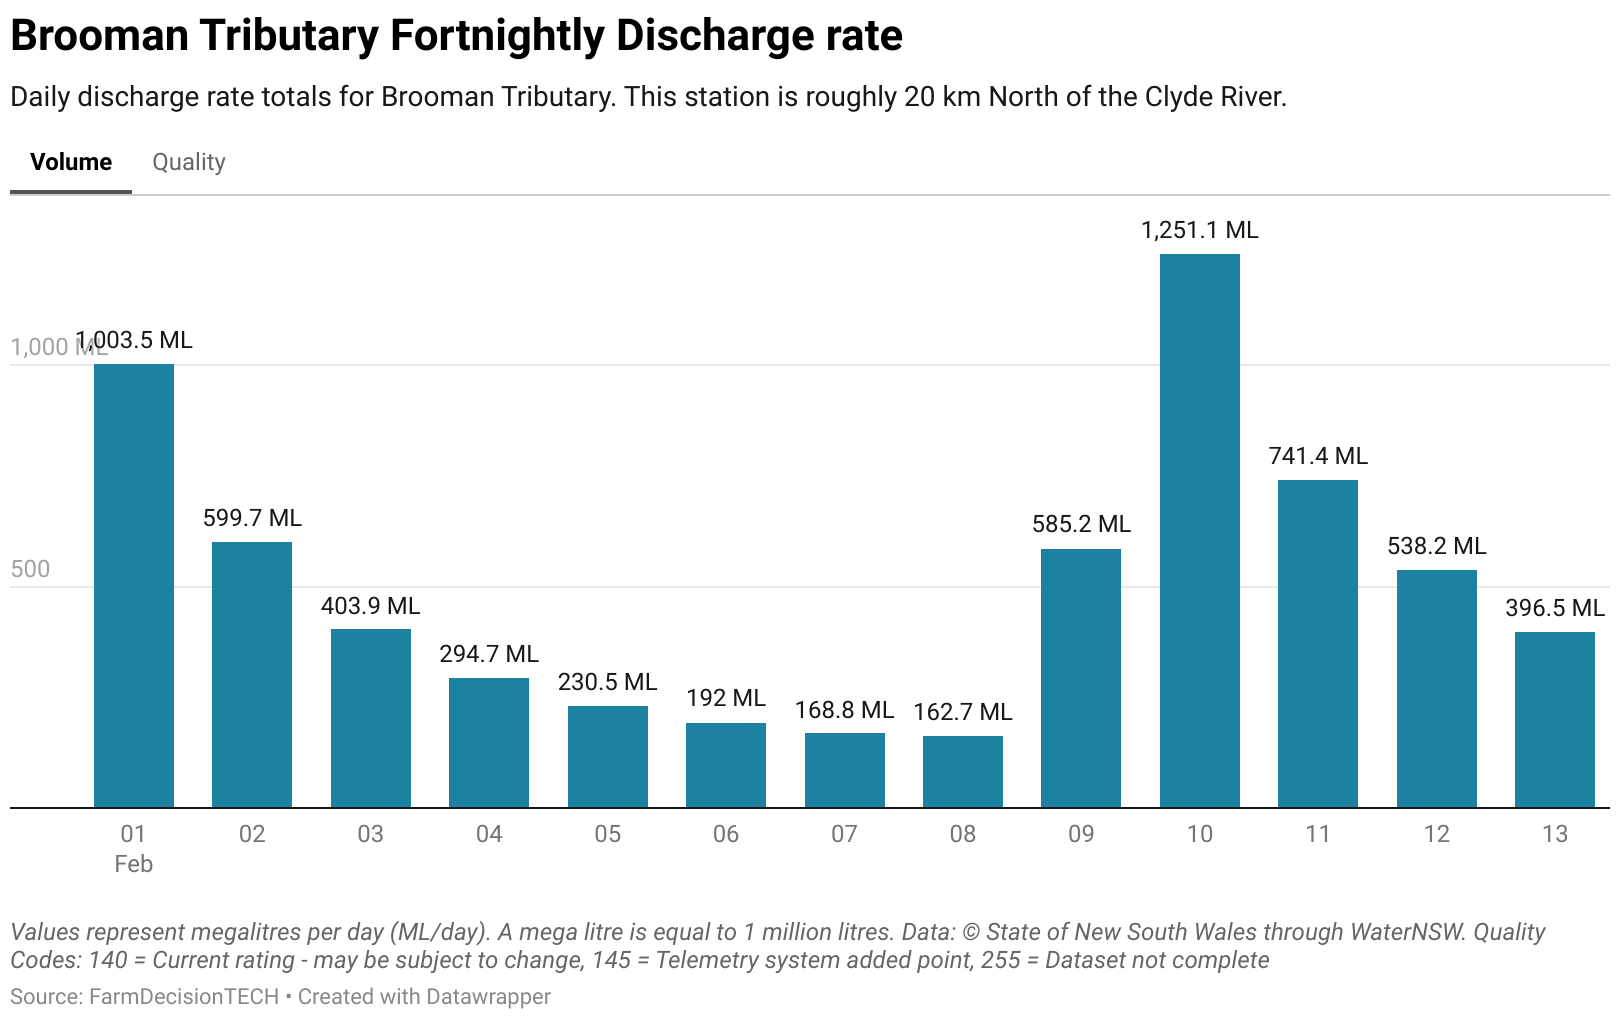 Brooman Tributary Fortnightly Discharge rate
Daily discharge rate totals for Brooman Tributary. This station is roughly 20 km North of the Clyde River.
Volume Quality
1,251.1 ML
1,003.5 ML
1,000 ML
741.4 ML
599.7 ML
585.2 ML
538.2 ML
500
403.9 ML
396.5 ML
294.7 ML
230.5 ML
192 ML
168.8 ML
162.7 ML
01 02 03 04 05 06 07 08 09 10 11 12 13
Feb
Values represent megalitres per day (ML/day). A mega litre is equal to 1 million litres. Data: © State of New South Wales through WaterNSW. Quality
Codes: 140 = Current rating - may be subject to change, 145 = Telemetry system added point, 255 = Dataset not complete
Source: FarmDecisionTECH • Created with Datawrapper